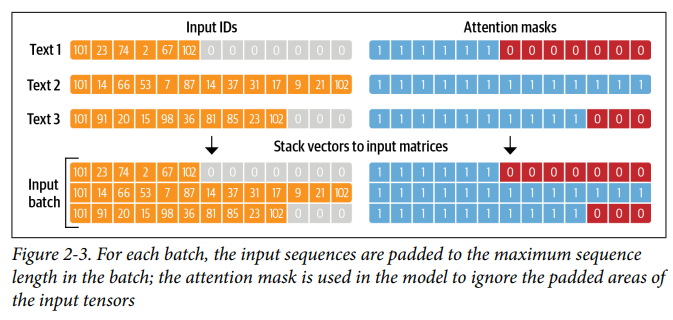 Input IDs Attention masks
Text 1 101 23 74 2 67 102 0 0 0 0 0 0 0 1 1 1 1 1 1 0 0 0 0 0 0 0
Text 2 101 14 66 53 7 87 14 37 31 17 9 21 102 1 1 1 1 1 1 1 1 1 1 1 1 1
Text 3 101 91 20 15 98 36 81 85 23 102 0 0 0 1 1 1 1 1 1 1 1 1 1 0 0 0
Stack vectors to input matrices
Input batch
101 23 74 2 67 102 0 0 0 0 0 0 0 1 1 1 1 1 1 0 0 0 0 0 0 0
101 14 66 53 7 87 14 37 31 17 9 21 102 1 1 1 1 1 1 1 1 1 1 1 1 1
101 91 20 15 98 36 81 85 23 102 0 0 0 1 1 1 1 1 1 1 1 1 1 0 0 0
Figure 2-3. For each batch, the input sequences are padded to the maximum sequence
length in the batch; the attention mask is used in the model to ignore the padded areas of
the input tensors